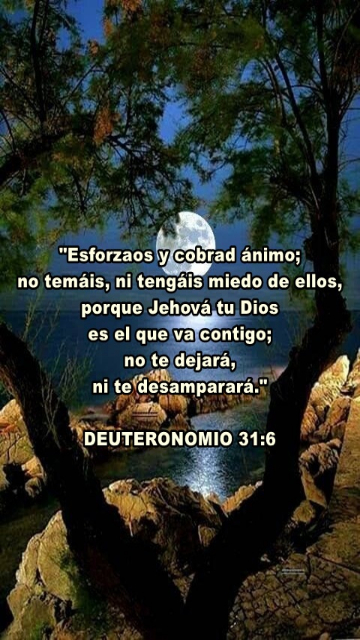 "Esforzaos y cobrad ánimo;
no temáis, ni tengáis miedo de ellos,
porque Jehová tu Dios
es el que va contigo;
no te dejará,
ni te desamparará."
DEUTERONOMIO 31:6